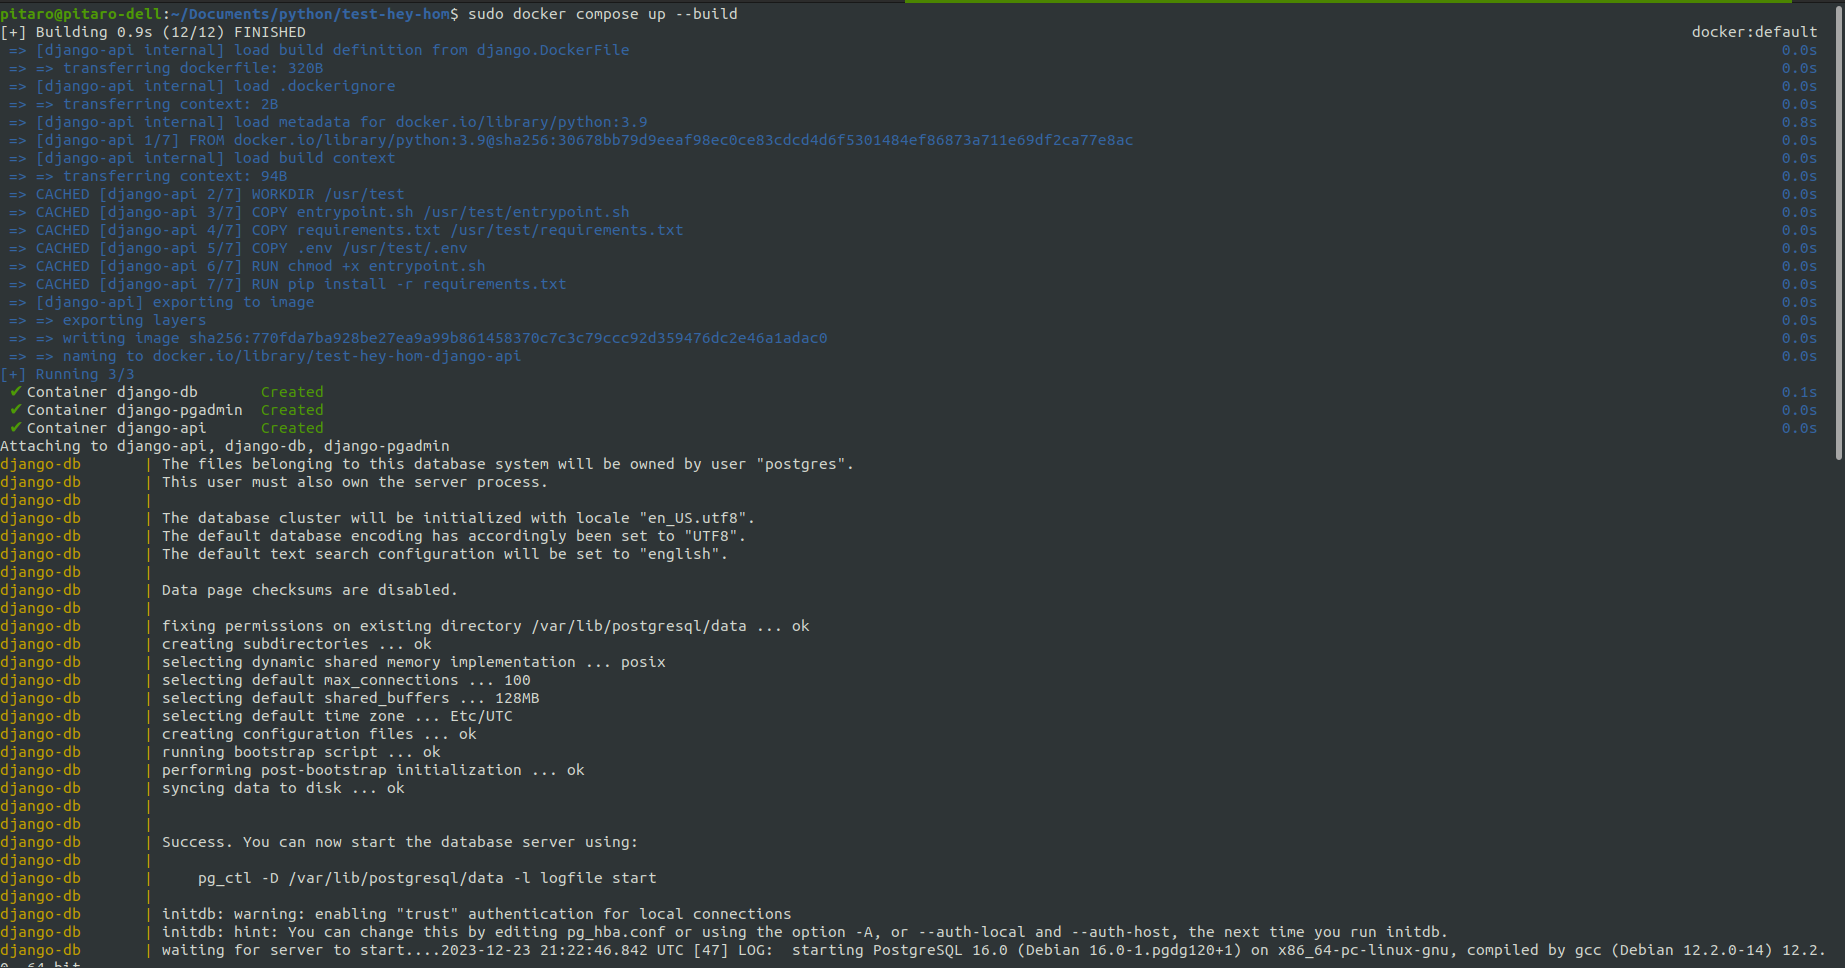 pitaro@pitaro-dell:~/Documents/python/test-hey-hom$ sudo docker compose up --build
[+] Building 0.9s (12/12) FINISHED docker:default
=> [django-api internal] load build definition from django.DockerFile 0.0s
=> => transferring dockerfile: 320B 0.0s
=> [django-api internal] load .dockerignore 0.0s
=> => transferring context: 2B 0.0s
=> [django-api internal] load metadata for docker.io/library/python:3.9 0.8s
=> [django-api 1/7] FROM docker.io/library/python:3.9@sha256:30678bb79d9eeaf98ec0ce83cdcd4d6f5301484ef86873a711e69df2ca77e8ac 0.0s
=> [django-api internal] load build context 0.0s
=> => transferring context: 94B 0.0s
=> CACHED [django-api 2/7] WORKDIR /usr/test 0.0s
=> CACHED [django-api 3/7] COPY entrypoint.sh /usr/test/entrypoint.sh 0.0s
=> CACHED [django-api 4/7] COPY requirements.txt /usr/test/requirements.txt 0.0s
=> CACHED [django-api 5/7] COPY .env /usr/test/.env 0.0s
=> CACHED [django-api 6/7] RUN chmod +x entrypoint.sh 0.0s
=> CACHED [django-api 7/7] RUN pip install -r requirements.txt 0.0s
=> [django-api] exporting to image 0.0s
=> => exporting layers 0.0s
=> => writing image sha256:770fda7ba928be27ea9a99b861458370c7c3c79ccc92d359476dc2e46a1adac0 0.0s
=> => naming to docker.io/library/test-hey-hom-django-api 0.0s
[+] Running 3/3
✔ Container django-db Created 0.1s
✔ Container django-pgadmin Created 0.0s
✔ Container django-api Created 0.0s
Attaching to django-api, django-db, django-pgadmin
django-db | The files belonging to this database system will be owned by user "postgres".
django-db | This user must also own the server process.
django-db |
django-db | The database cluster will be initialized with locale "en_US.utf8".
django-db | The default database encoding has accordingly been set to "UTF8".
django-db | The default text search configuration will be set to "english".
django-db |
django-db | Data page checksums are disabled.
django-db |
django-db | fixing permissions on existing directory /var/lib/postgresql/data ... ok
django-db | creating subdirectories ... ok
django-db | selecting dynamic shared memory implementation ... posix
django-db | selecting default max_connections ... 100
django-db | selecting default shared_buffers ... 128MB
django-db | selecting default time zone ... Etc/UTC
django-db | creating configuration files ... ok
django-db | running bootstrap script ... ok
django-db | performing post-bootstrap initialization ... ok
django-db | syncing data to disk ... ok
django-db |
django-db |
django-db | Success. You can now start the database server using:
django-db |
django-db | pg_ctl -D /var/lib/postgresql/data -l logfile start
django-db |
django-db | initdb: warning: enabling "trust" authentication for local connections
django-db | initdb: hint: You can change this by editing pg_hba.conf or using the option -A, or --auth-local and --auth-host, the next time you run initdb.
django-db | waiting for server to start....2023-12-23 21:22:46.842 UTC [47] LOG:  starting PostgreSQL 16.0 (Debian 16.0-1.pgdg120+1) on x86_64-pc-linux-gnu, compiled by gcc (Debian 12.2.0-14) 12.2.
0, 64-bit